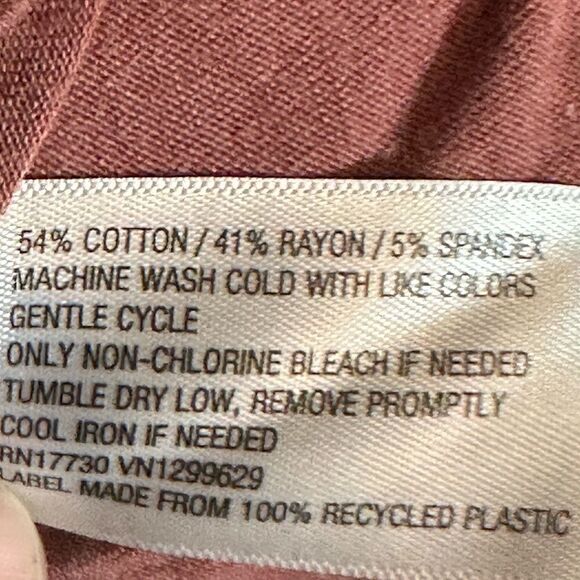 54% COTTON / 41% RAYON / 5% SPANDEX
MACHINE WASH COLD WITH LIKE COLORS
GENTLE CYCLE
ONLY NON-CHLORINE BLEACH IF NEEDED
TUMBLE DRY LOW, REMOVE PROMPTLY
COOL IRON IF NEEDED
RN17730 VN1299629
LABEL MADE FROM 100% RECYCLED PLASTIC